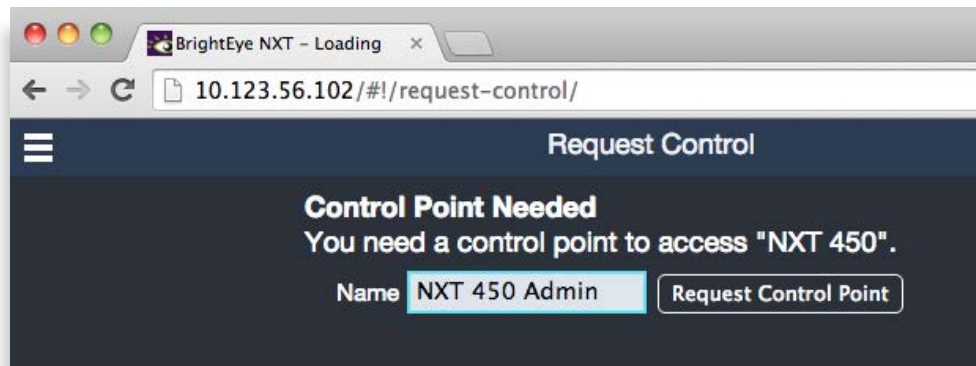 BrightEye NXT – Loading
10.123.56.102/#!/request-control/
Request Control
Control Point Needed
You need a control point to access "NXT 450".
Name NXT 450 Admin Request Control Point